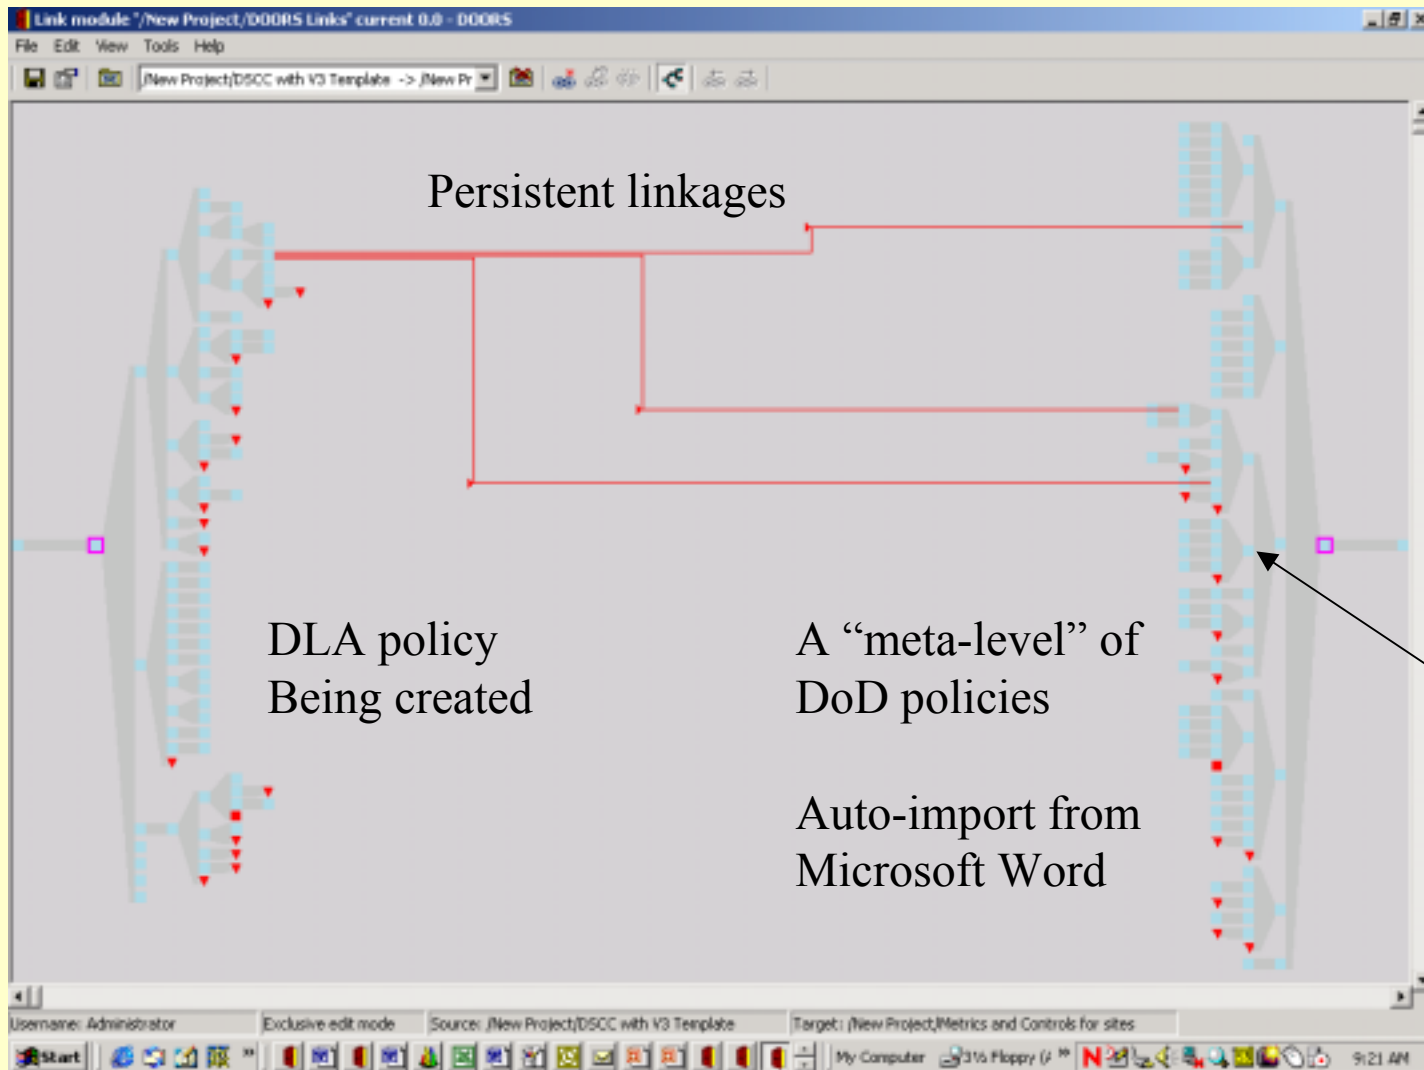 Link module "/New Project/DOORS Links" current 0.0 - DOORS
File Edit View Tools Help
/New Project/DSCC with V3 Template -> /New Pr
Persistent linkages
DLA policy
Being created
A “meta-level” of
DoD policies
Auto-import from
Microsoft Word
Username: Administrator
Exclusive edit mode
Source: /New Project/DSCC with V3 Template
Target: /New Project/Metrics and Controls for sites
Start
My Computer
3½ Floppy (A
9:21 AM